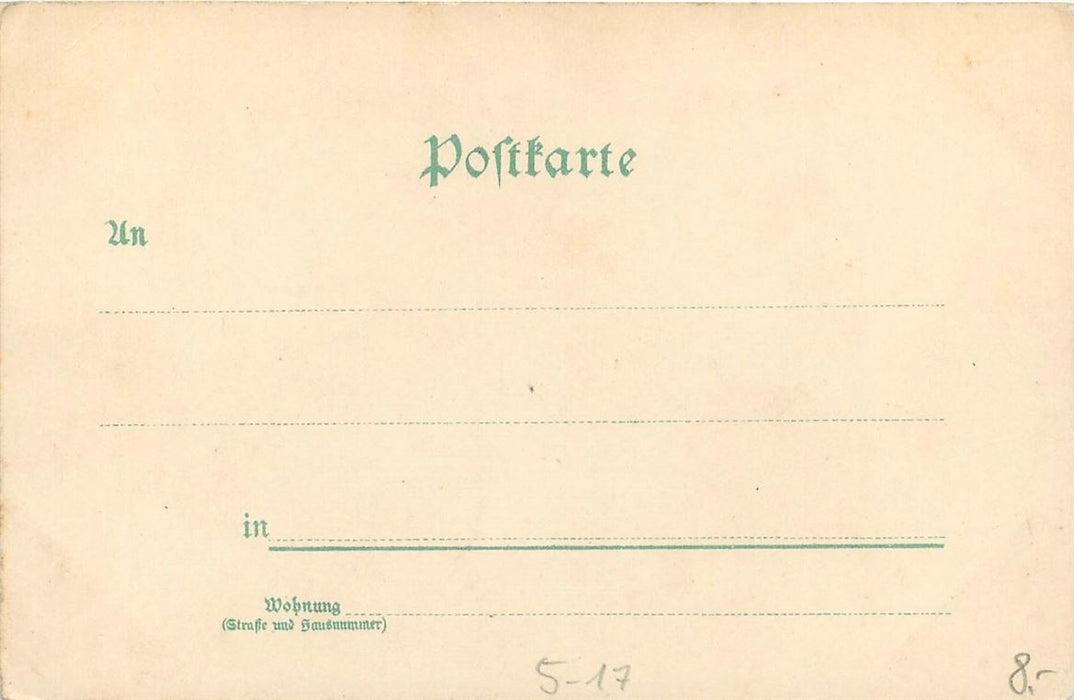 Postkarte
An
in
Wohnung
(Straße und Hausnummer)
5-17
8,-